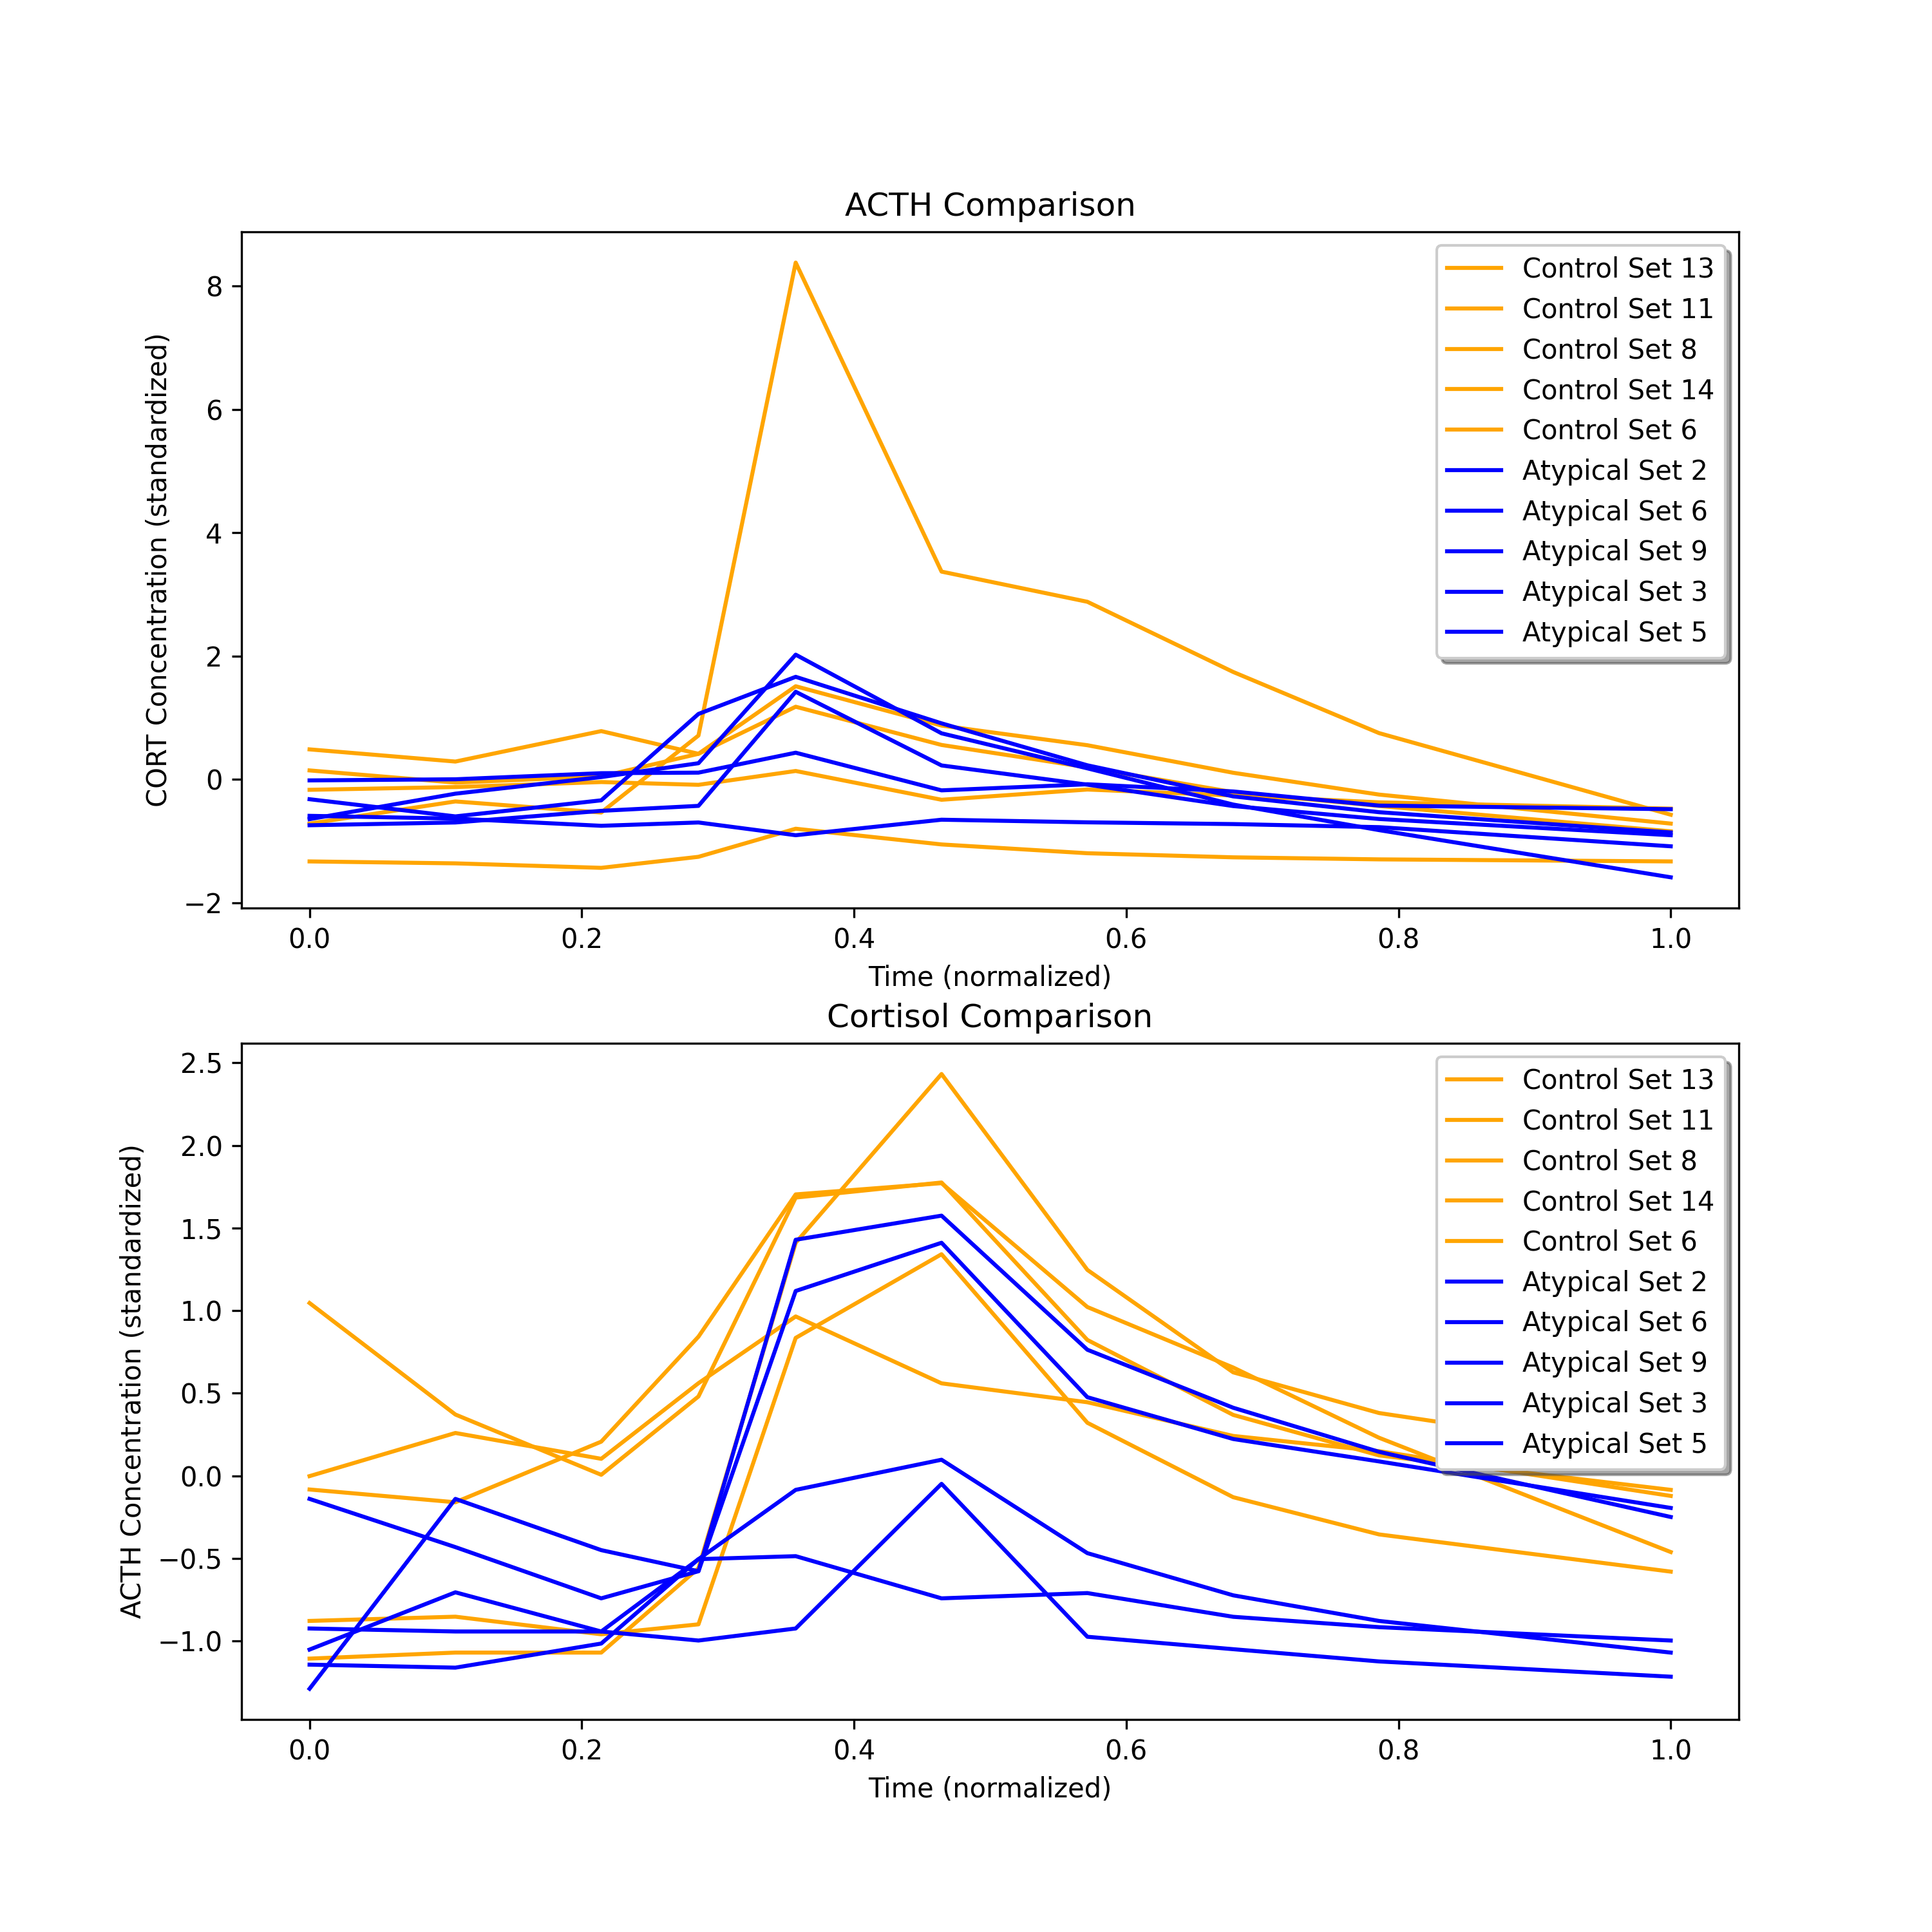 ACTH Comparison
CORT Concentration (standardized)
8
6
4
2
0
−2
0.0 0.2 0.4 0.6 0.8 1.0
Time (normalized)
Control Set 13
Control Set 11
Control Set 8
Control Set 14
Control Set 6
Atypical Set 2
Atypical Set 6
Atypical Set 9
Atypical Set 3
Atypical Set 5
Cortisol Comparison
ACTH Concentration (standardized)
2.5
2.0
1.5
1.0
0.5
0.0
−0.5
−1.0
0.0 0.2 0.4 0.6 0.8 1.0
Time (normalized)
Control Set 13
Control Set 11
Control Set 8
Control Set 14
Control Set 6
Atypical Set 2
Atypical Set 6
Atypical Set 9
Atypical Set 3
Atypical Set 5